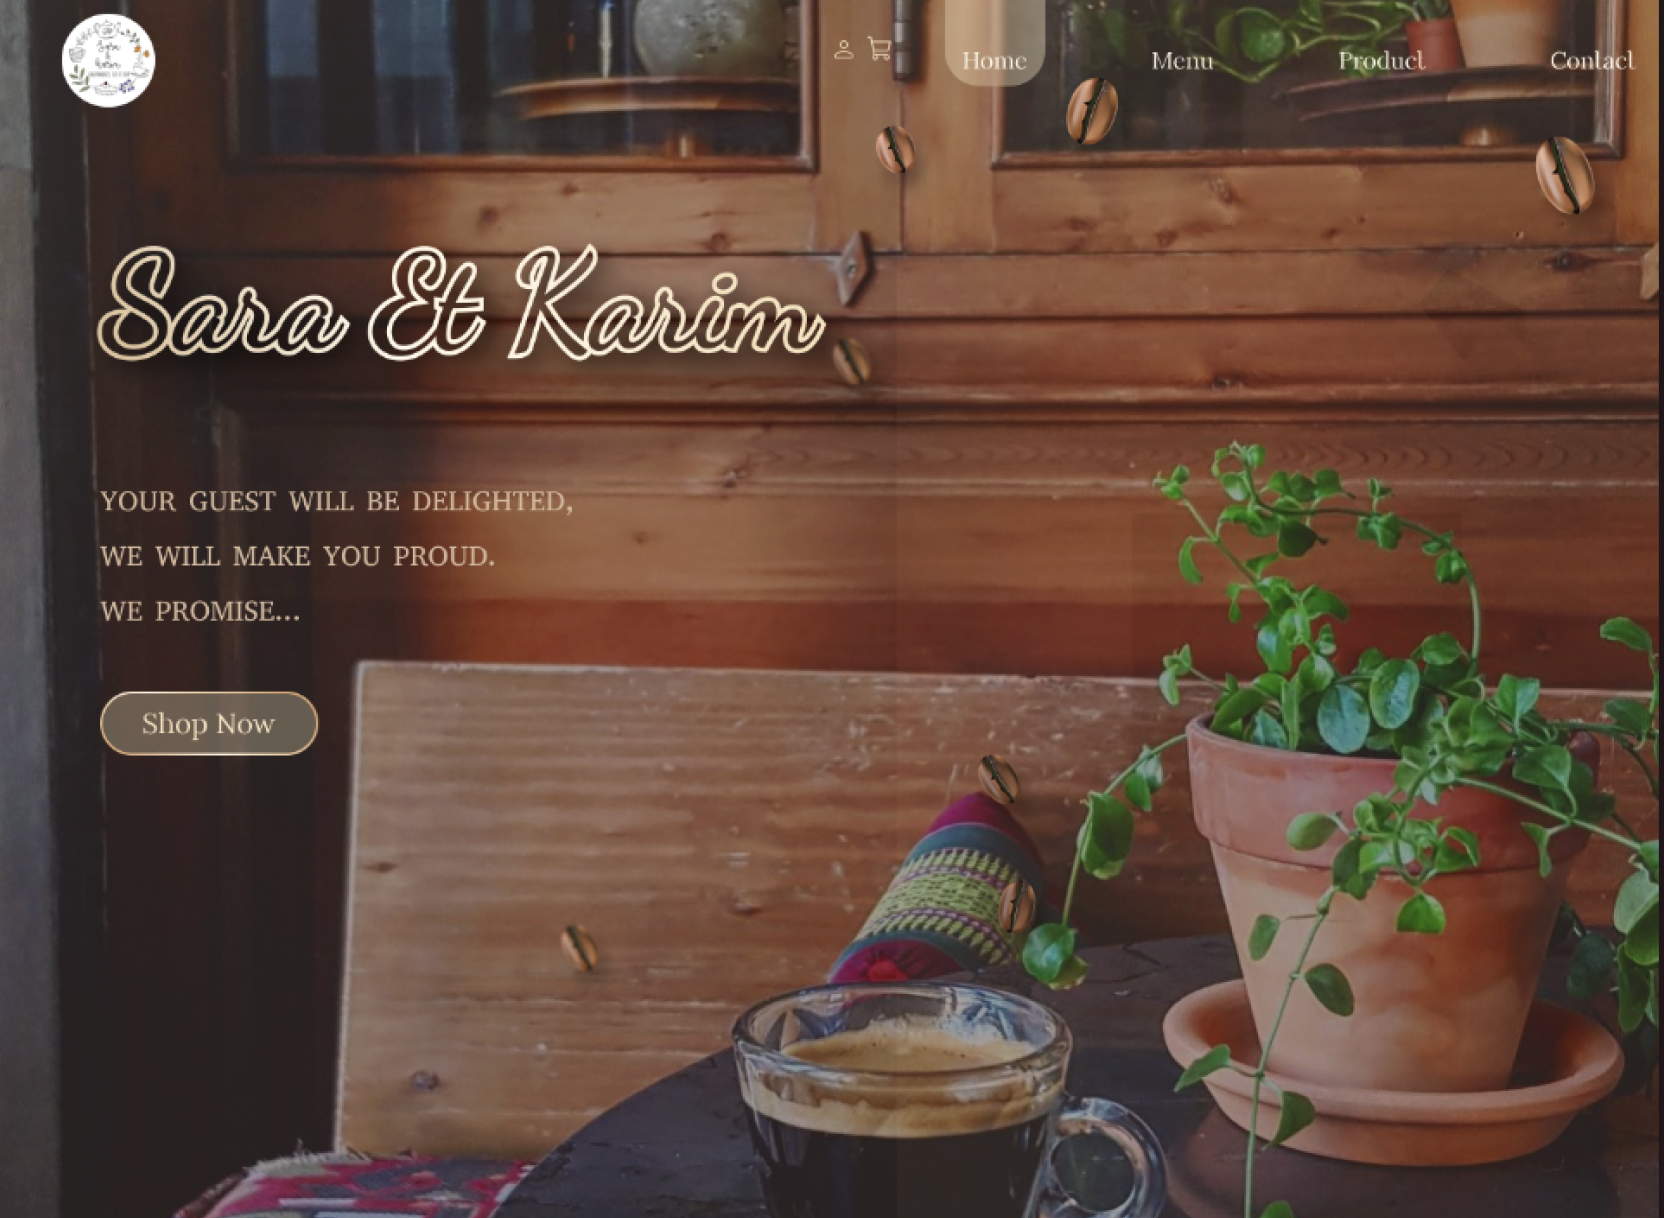 Home
Menu
Product
Contact
Sara Et Karim
YOUR GUEST WILL BE DELIGHTED,
WE WILL MAKE YOU PROUD.
WE PROMISE...
Shop Now